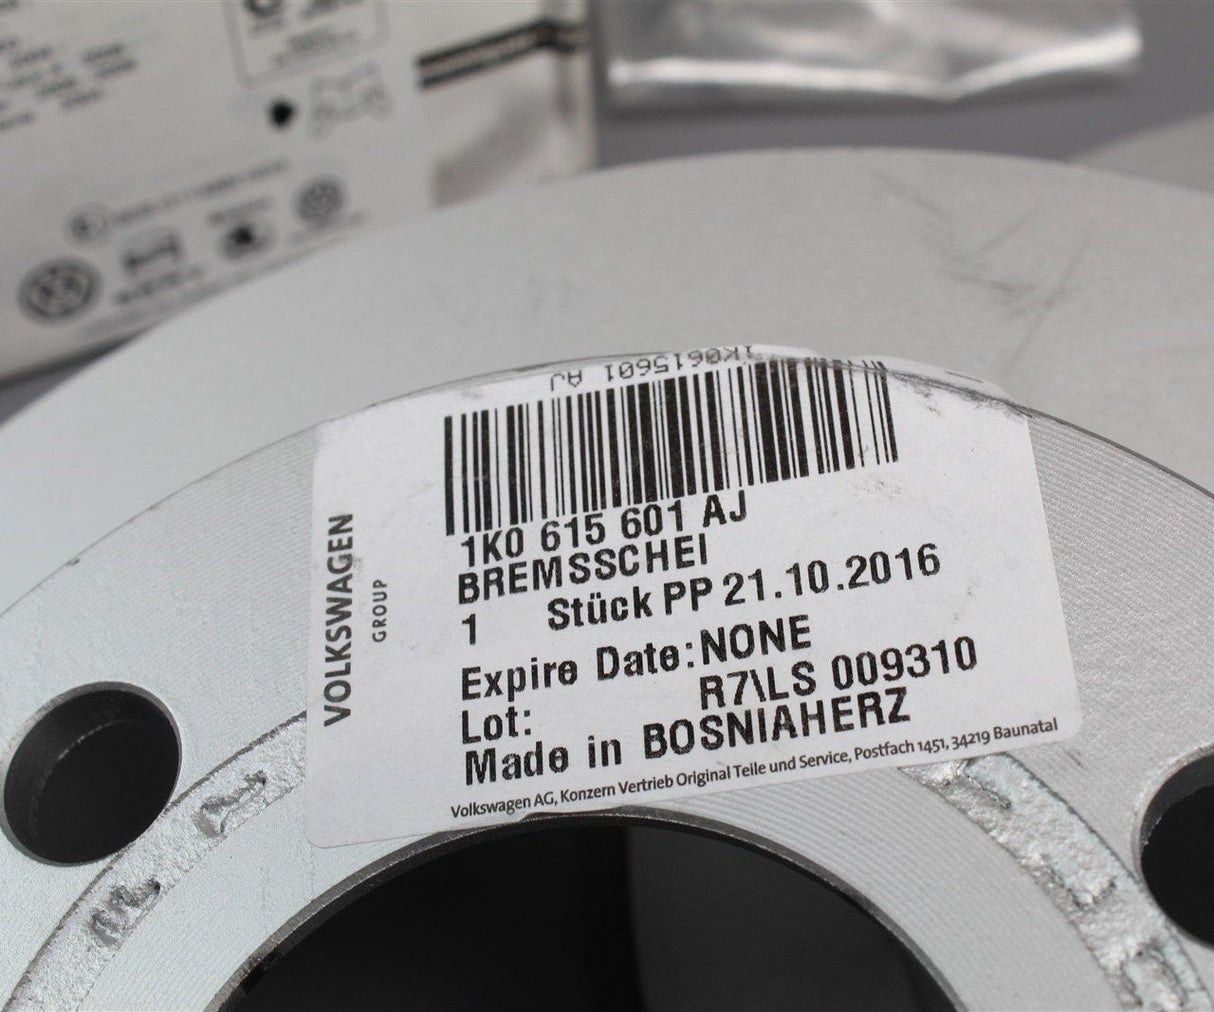 1K0615601 AJ
1K0 615 601 AJ
BREMSSCHEI
1 Stück PP 21.10.2016
Expire Date:NONE
Lot: R7\LS 009310
Made in BOSNIAHERZ
Volkswagen AG, Konzern Vertrieb Original Teile und Service, Postfach 1451, 34219 Baunatal
VOLKSWAGEN
GROUP